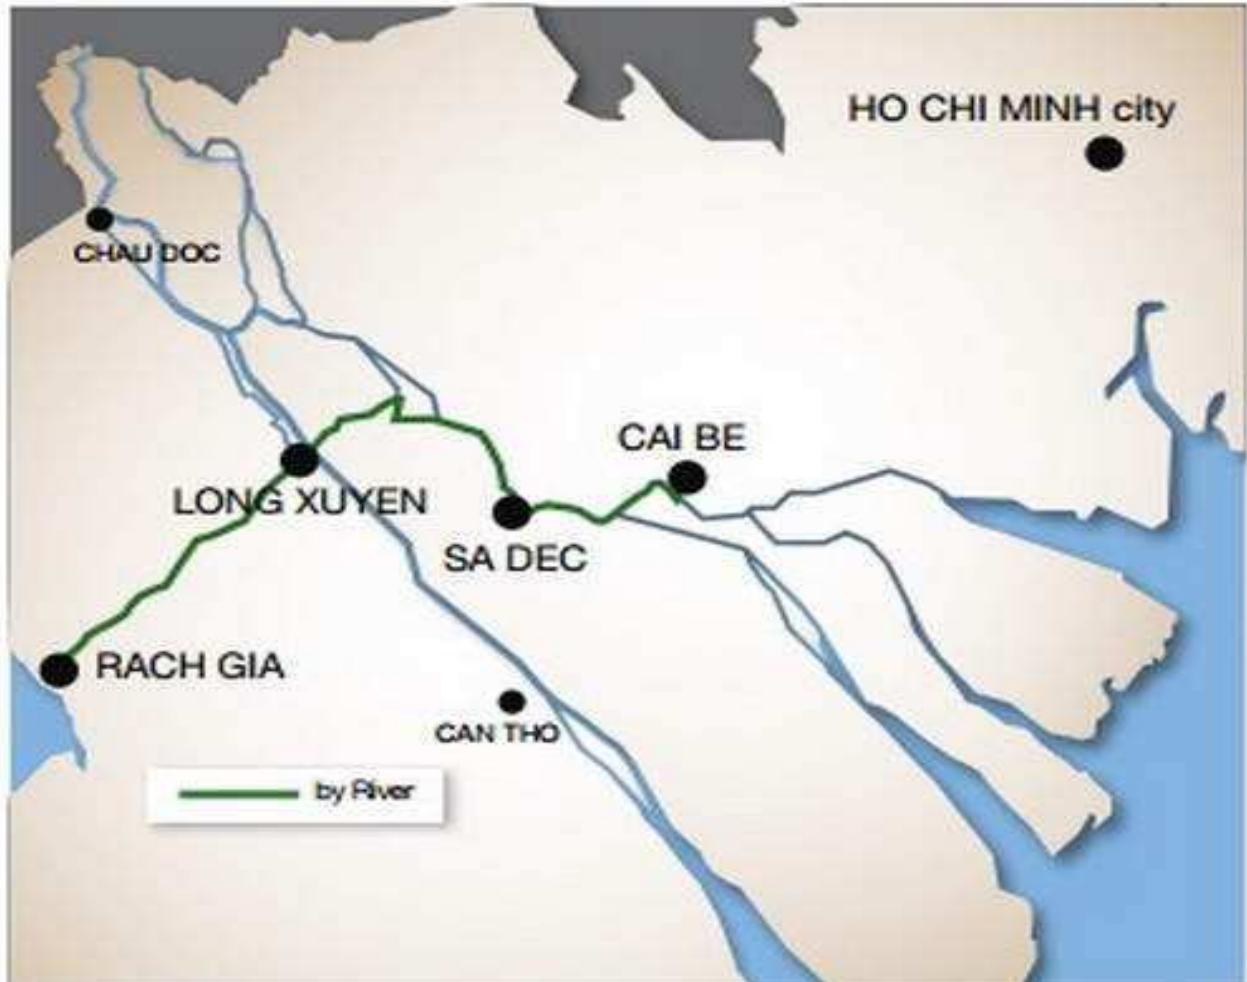 HO CHI MINH city
CHAU DOC
CAI BE
LONG XUYEN
SA DEC
RACH GIA
CAN THO
by River